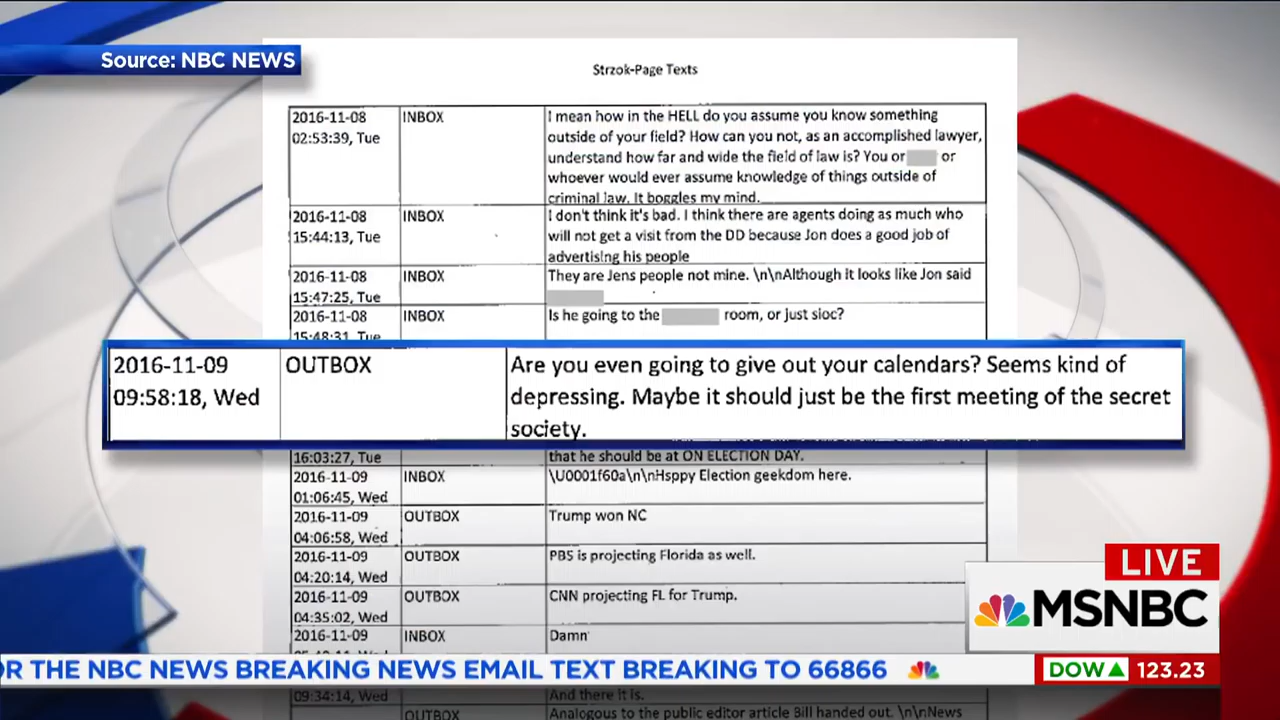 Source: NBC NEWS
Strzok-Page Texts
2016-11-08 INBOX I mean how in the HELL do you assume you know something
02:53:39, Tue outside of your field? How can you not, as an accomplished lawyer,
understand how far and wide the field of law is? You or or
whoever would ever assume knowledge of things outside of
criminal law. It boggles my mind.
2016-11-08 INBOX I don't think it's bad. I think there are agents doing as much who
15:44:13, Tue will not get a visit from the DD because Jon does a good job of
advertising his people
2016-11-08 INBOX They are Jens people not mine. \n\nAlthough it looks like Jon said
15:47:25, Tue
2016-11-08 INBOX Is he going to the room, or just sioc?
15:48:31, Tue
2016-11-09 OUTBOX Are you even going to give out your calendars? Seems kind of
09:58:18, Wed depressing. Maybe it should just be the first meeting of the secret
society.
16:03:27, Tue that he should be at ON ELECTION DAY.
2016-11-09 INBOX \U0001f60a\n\nHsppy Election geekdom here.
01:06:45, Wed
2016-11-09 OUTBOX Trump won NC
04:06:58, Wed
2016-11-09 OUTBOX PBS is projecting Florida as well.
04:20:14, Wed
2016-11-09 OUTBOX CNN projecting FL for Trump.
04:35:02, Wed
2016-11-09 INBOX Damn
LIVE
MSNBC
OR THE NBC NEWS BREAKING NEWS EMAIL TEXT BREAKING TO 66866
DOW 123.23
09:34:14, Wed And there it is.
OUTBOX Analogous to the public editor article Bill handed out. \n\nNews